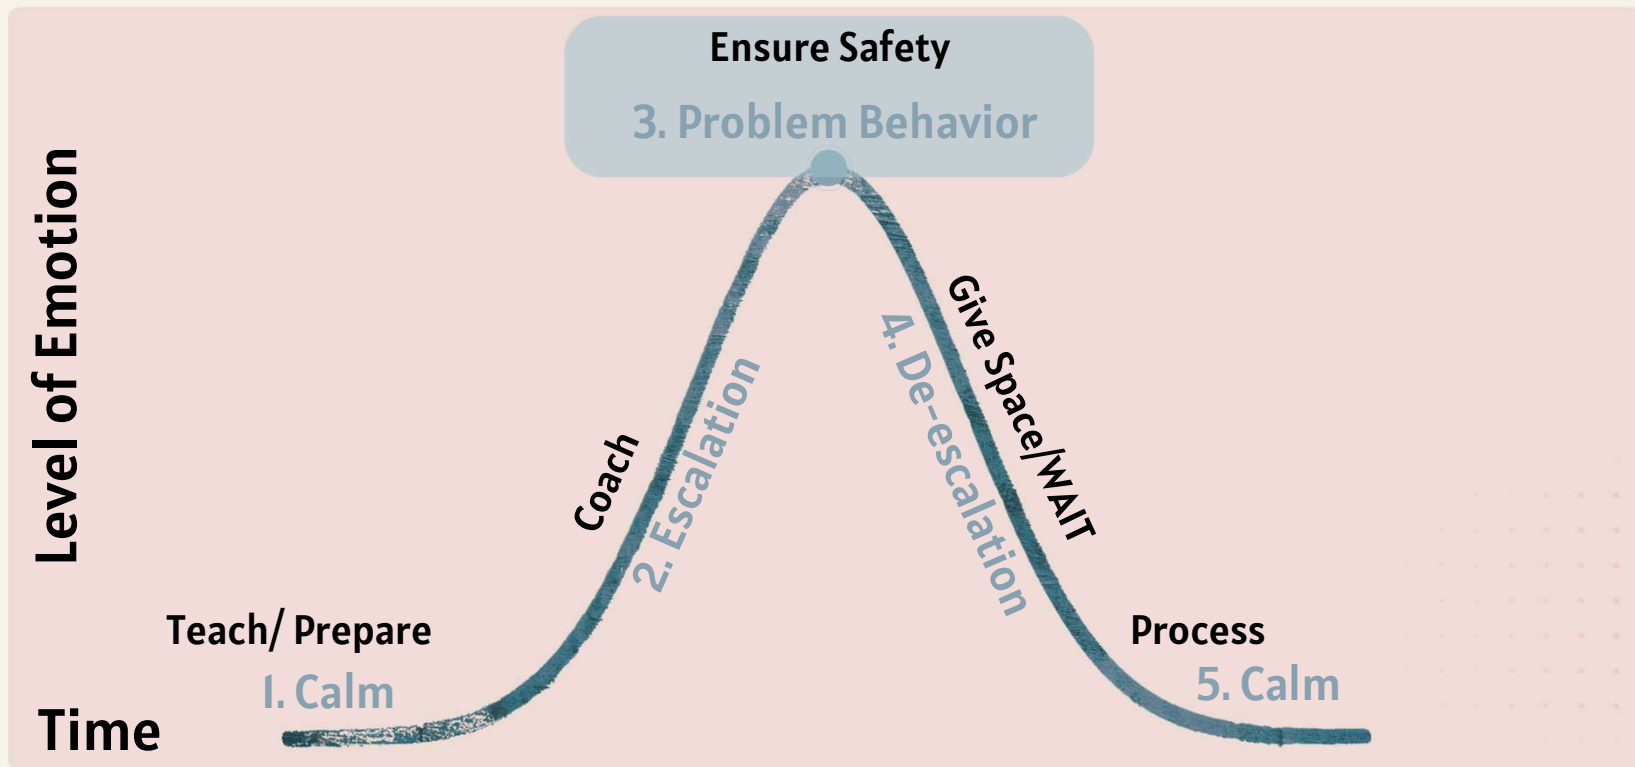 Ensure Safety
3. Problem Behavior
Level of Emotion
Coach
2. Escalation
4. De-escalation
Give Space/WAIT
Teach/ Prepare
1. Calm
Process
5. Calm
Time